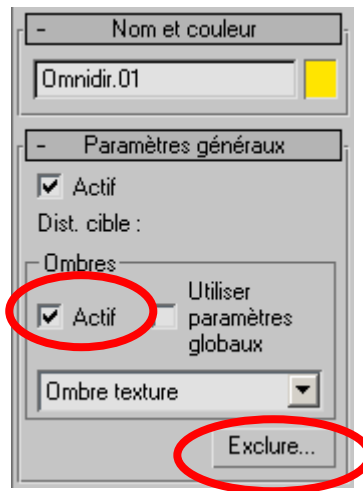 - Nom et couleur
Omnidir.01
- Paramètres généraux
Actif
Dist. cible :
Ombres
Actif
Utiliser
paramètres
globaux
Ombre texture
Exclure...